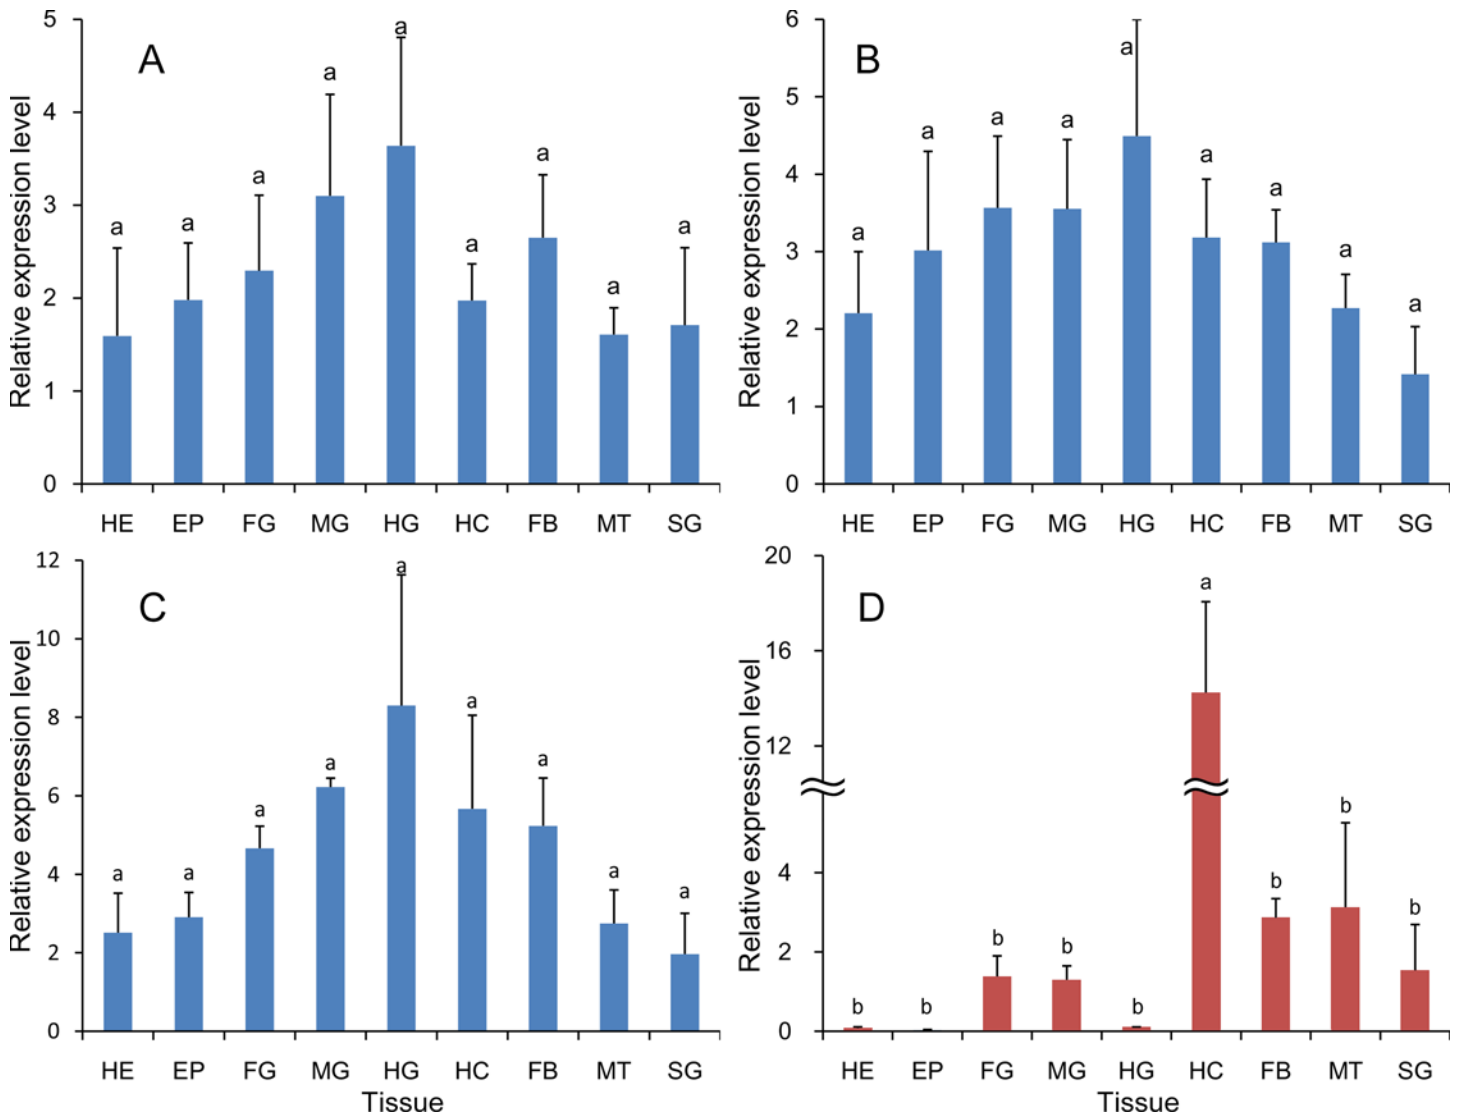 A
Relative expression level
5
4
3
2
1
0
a a a a a a a a a
HE EP FG MG HG HC FB MT SG
B
Relative expression level
6
5
4
3
2
1
0
a a a a a a a a a
HE EP FG MG HG HC FB MT SG
C
Relative expression level
12
10
8
6
4
2
0
a a a a a a a a a
HE EP FG MG HG HC FB MT SG
Tissue
D
Relative expression level
20
16
12
4
2
0
b b b b b a b b b
HE EP FG MG HG HC FB MT SG
Tissue